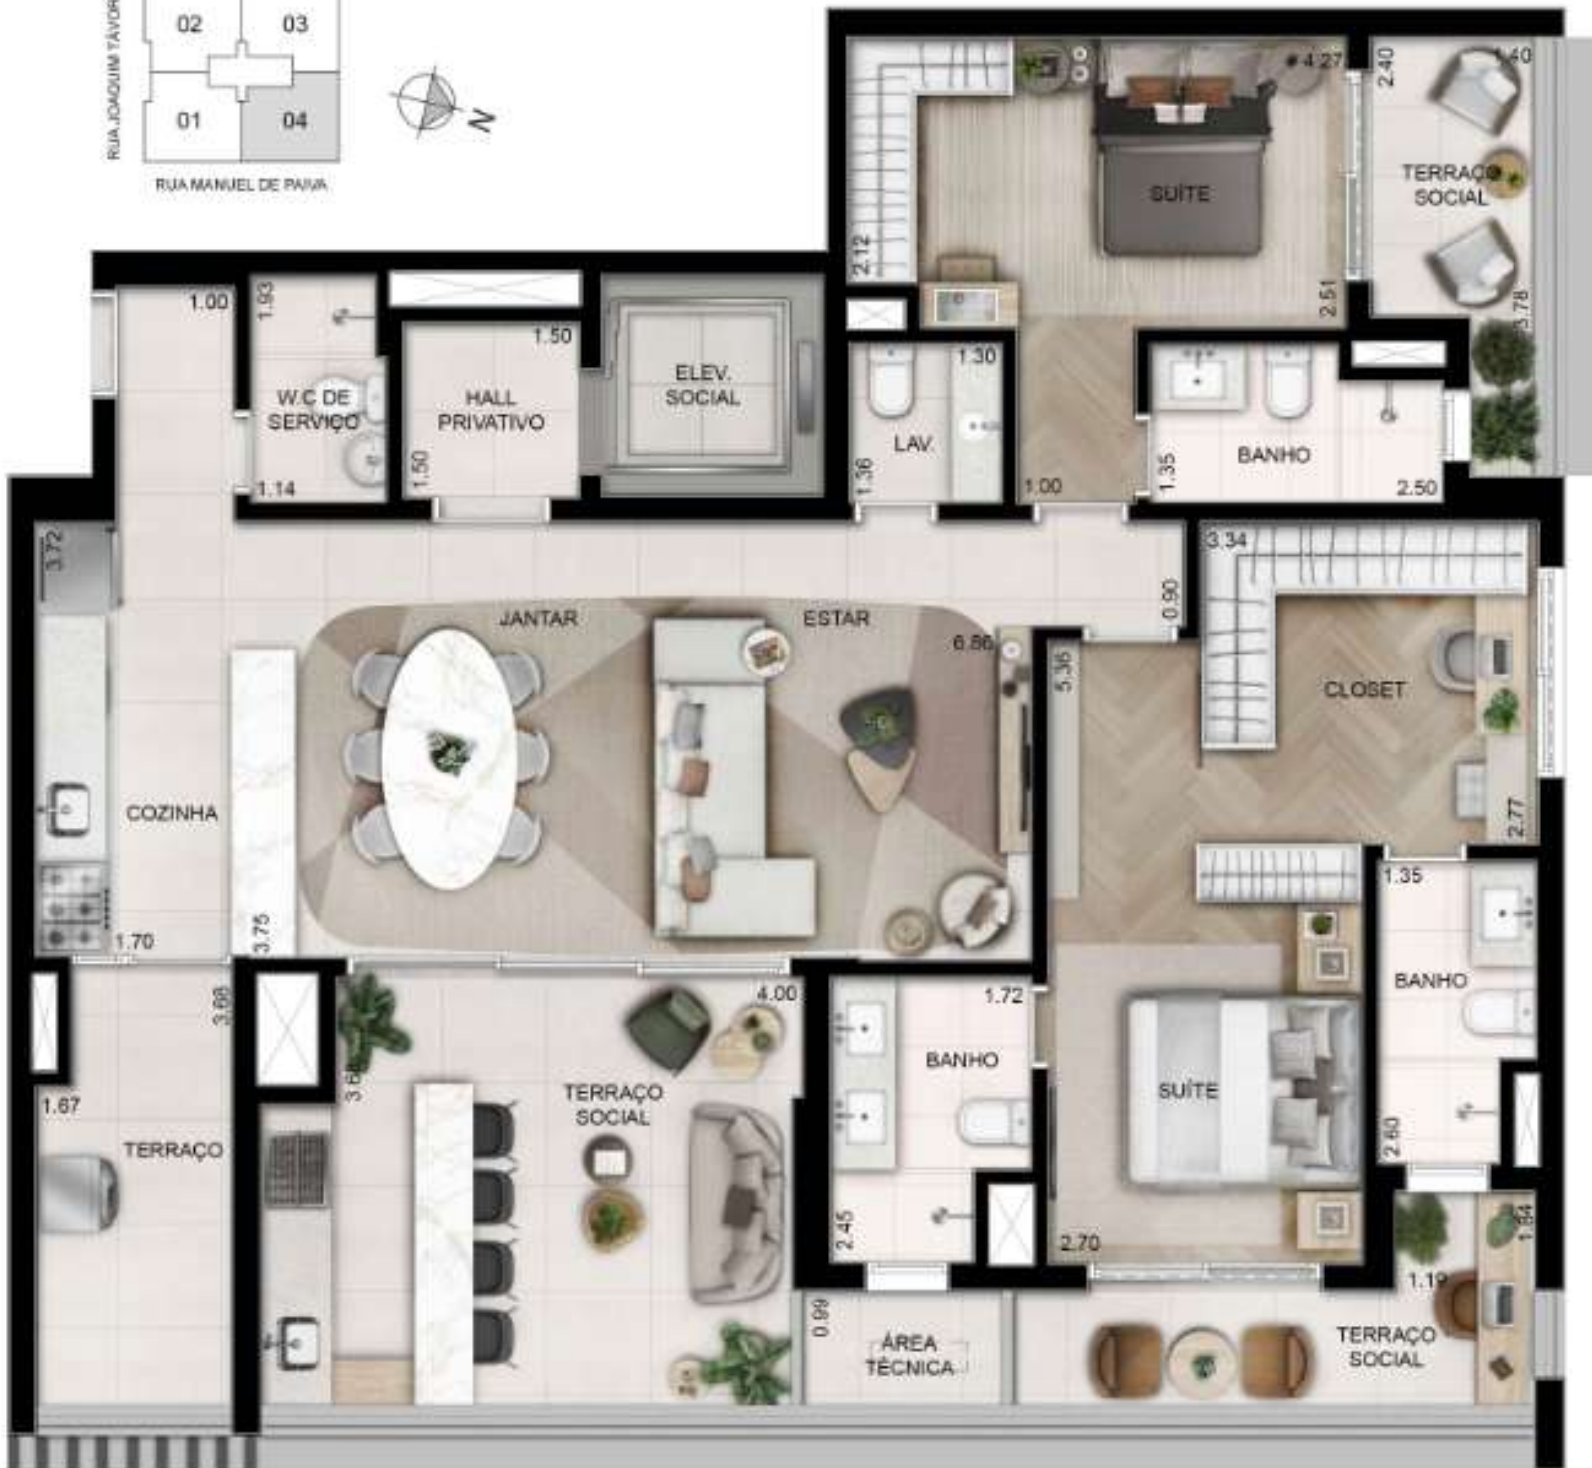 RUA JOAQUIM TÁVOR
02
03
01
04
RUA MANUEL DE PAIVA
N
# 4.27
2.40
1.40
TERRAÇO
SOCIAL
SUÍTE
2.12
2.51
3.78
1.00
1.93
W.C DE
SERVIÇO
1.14
1.50
HALL
PRIVATIVO
1.50
ELEV.
SOCIAL
1.30
LAV.
1.36
1.00
1.35
BANHO
2.50
3.72
JANTAR
ESTAR
6.86
0.90
5.36
3.34
CLOSET
2.77
COZINHA
1.70
3.75
1.35
BANHO
2.60
3.68
1.67
TERRAÇO
4.00
3.68
TERRAÇO
SOCIAL
1.72
BANHO
2.45
SUÍTE
2.70
1.84
1.19
0.99
ÁREA
TÉCNICA
TERRAÇO
SOCIAL